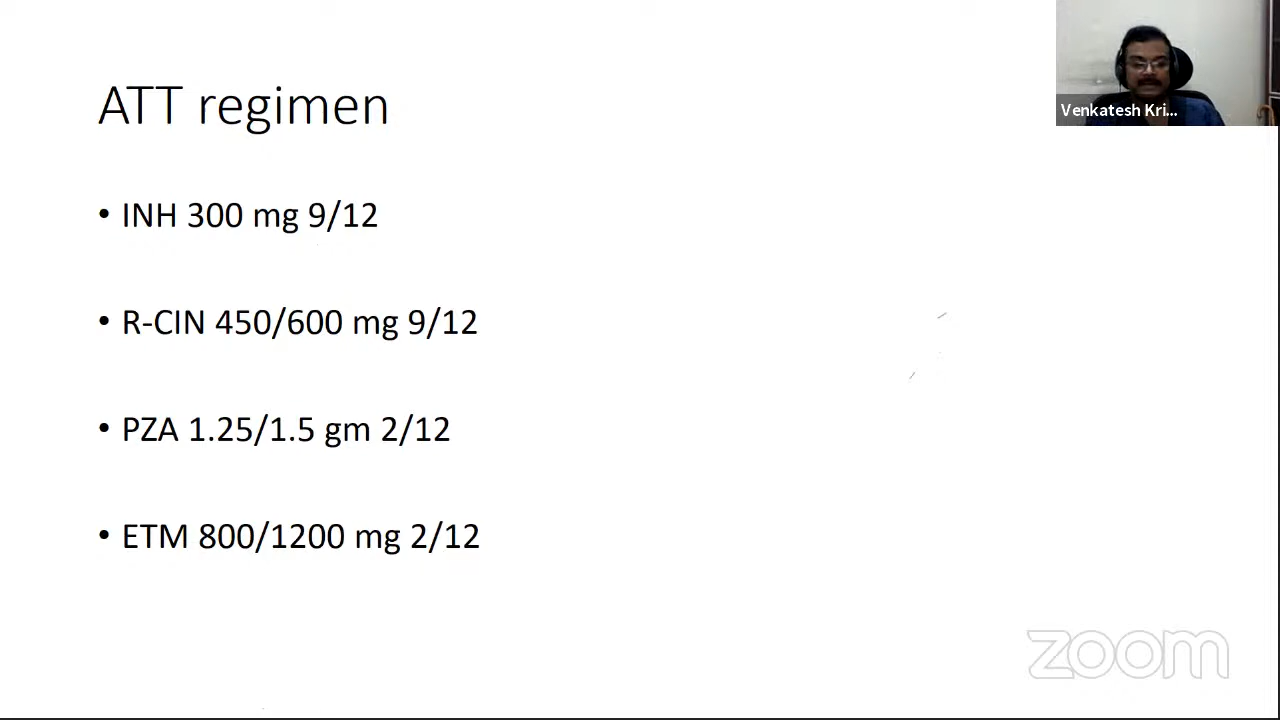 Venkatesh Kri...
ATT regimen
• INH 300 mg 9/12
• R-CIN 450/600 mg 9/12
• PZA 1.25/1.5 gm 2/12
• ETM 800/1200 mg 2/12
zoom